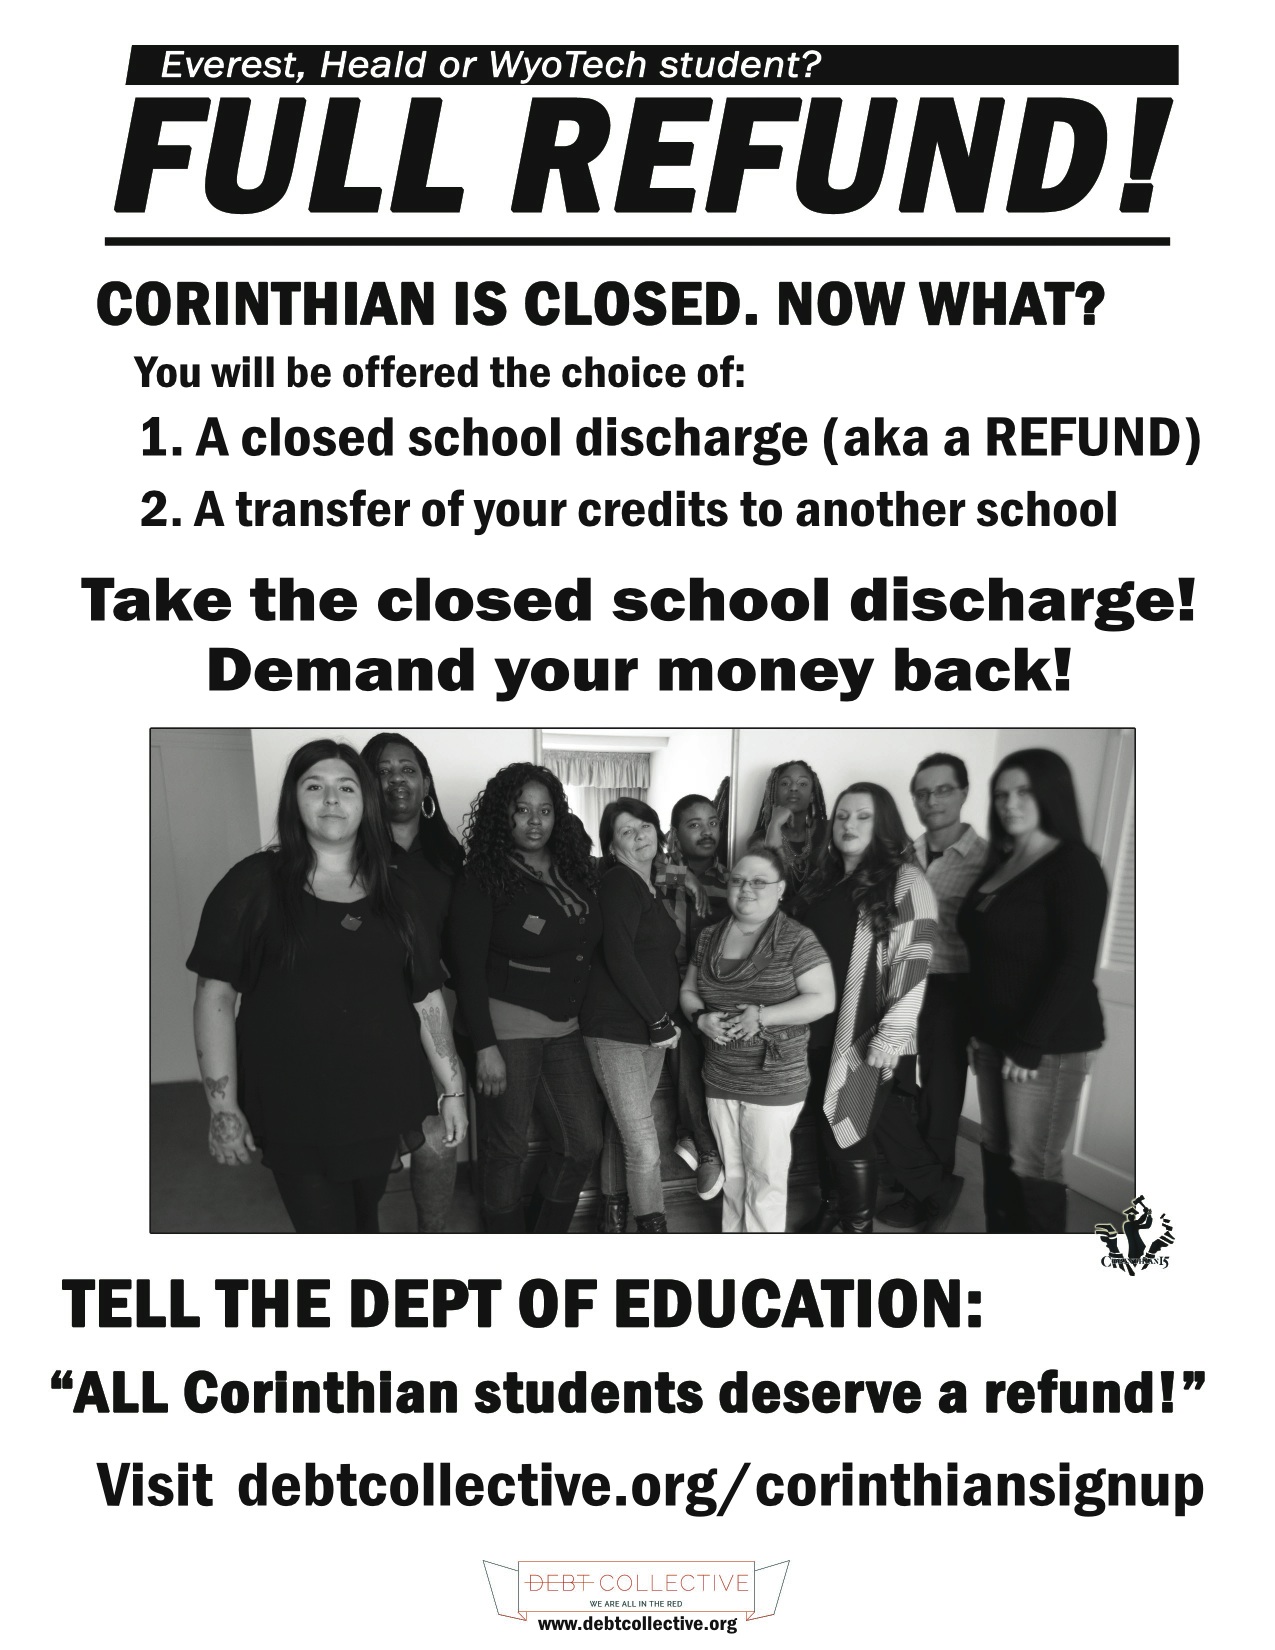 Everest, Heald or WyoTech student?
FULL REFUND!
CORINTHIAN IS CLOSED. NOW WHAT?
You will be offered the choice of:
1. A closed school discharge (aka a REFUND)
2. A transfer of your credits to another school
Take the closed school discharge!
Demand your money back!
CORINTHIAN15
TELL THE DEPT OF EDUCATION:
“ALL Corinthian students deserve a refund!”
Visit debtcollective.org/corinthiansignup
DEBT COLLECTIVE
WE ARE ALL IN THE RED
www.debtcollective.org